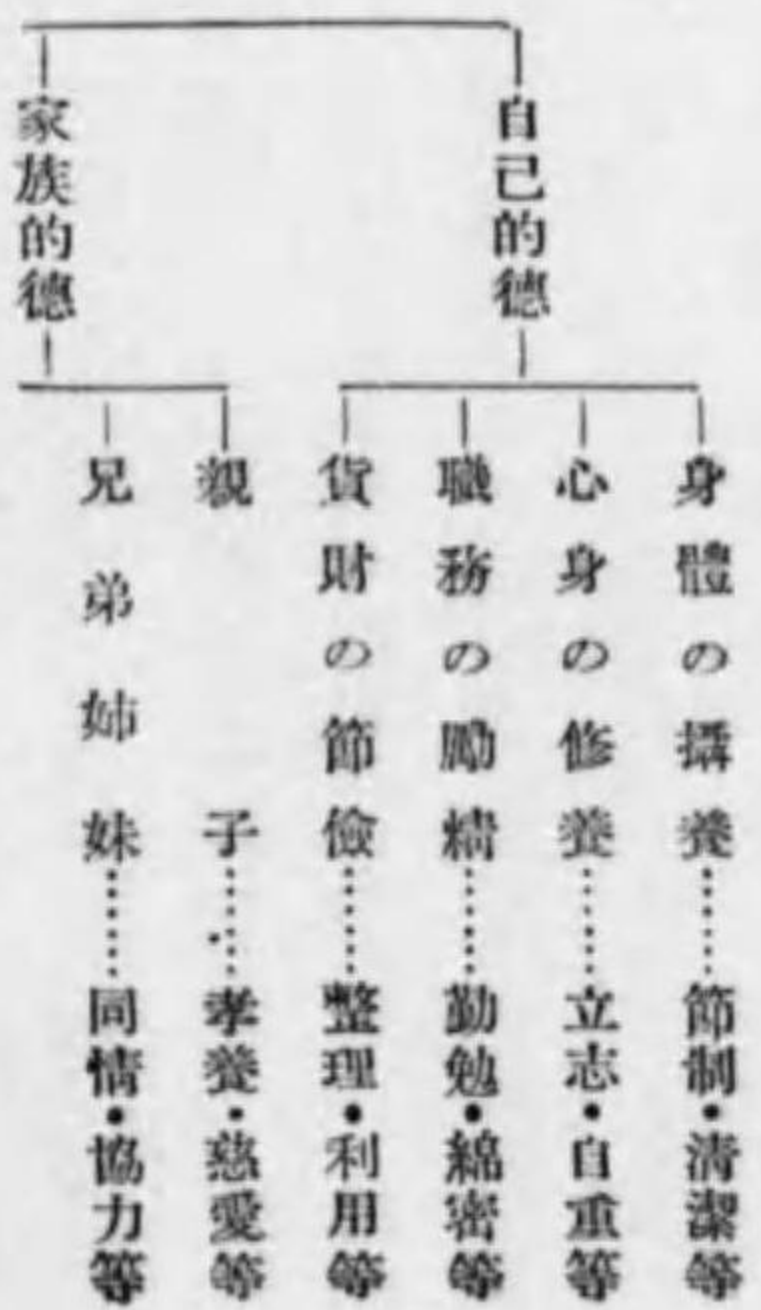 自己的德
身體の攝養……節制・淸潔等
心身の修養……立志・自重等
職務の勵精……勤勉・綿密等
貨財の節儉……整理・利用等
家族的德
親子……孝養・慈愛等
兄弟姉妹……同情・協力等